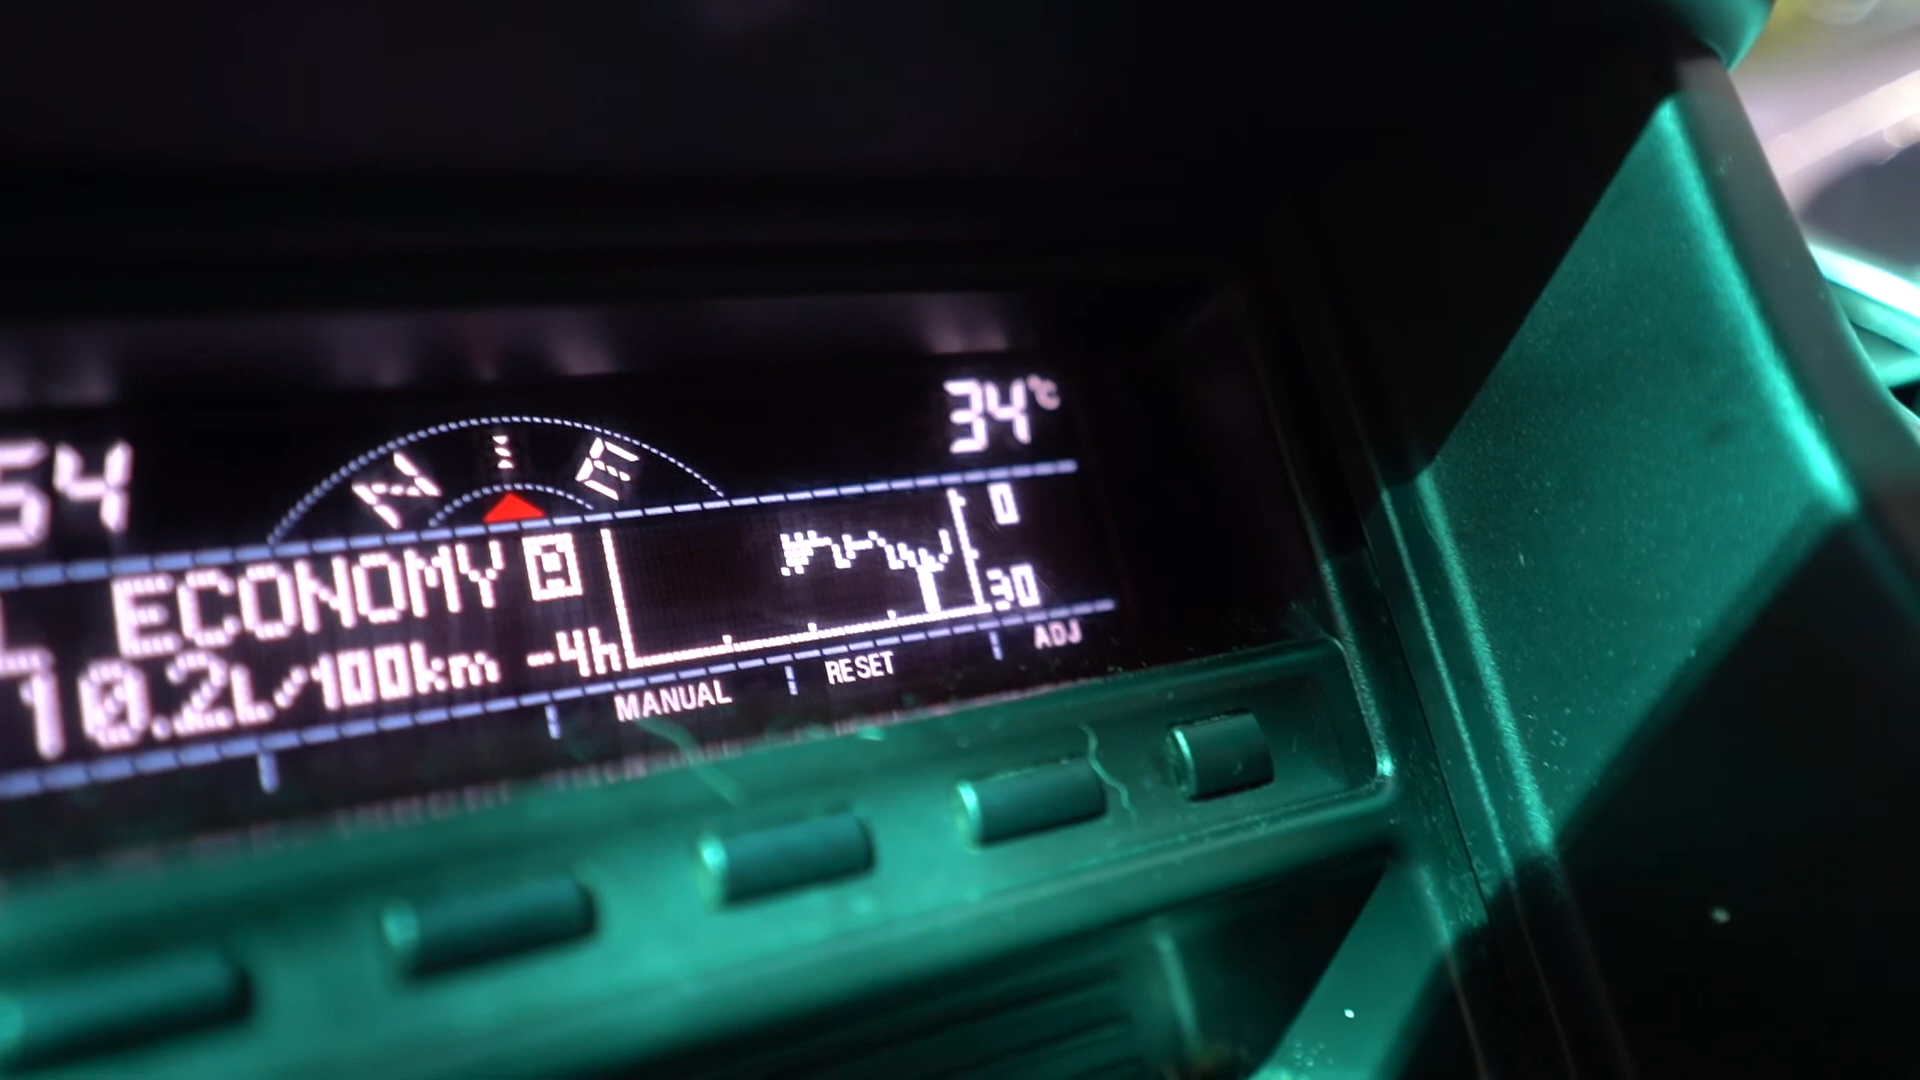 54 N E 34°C
ECONOMY A 0
10.2L/100km -4h 30
MANUAL RESET ADJ